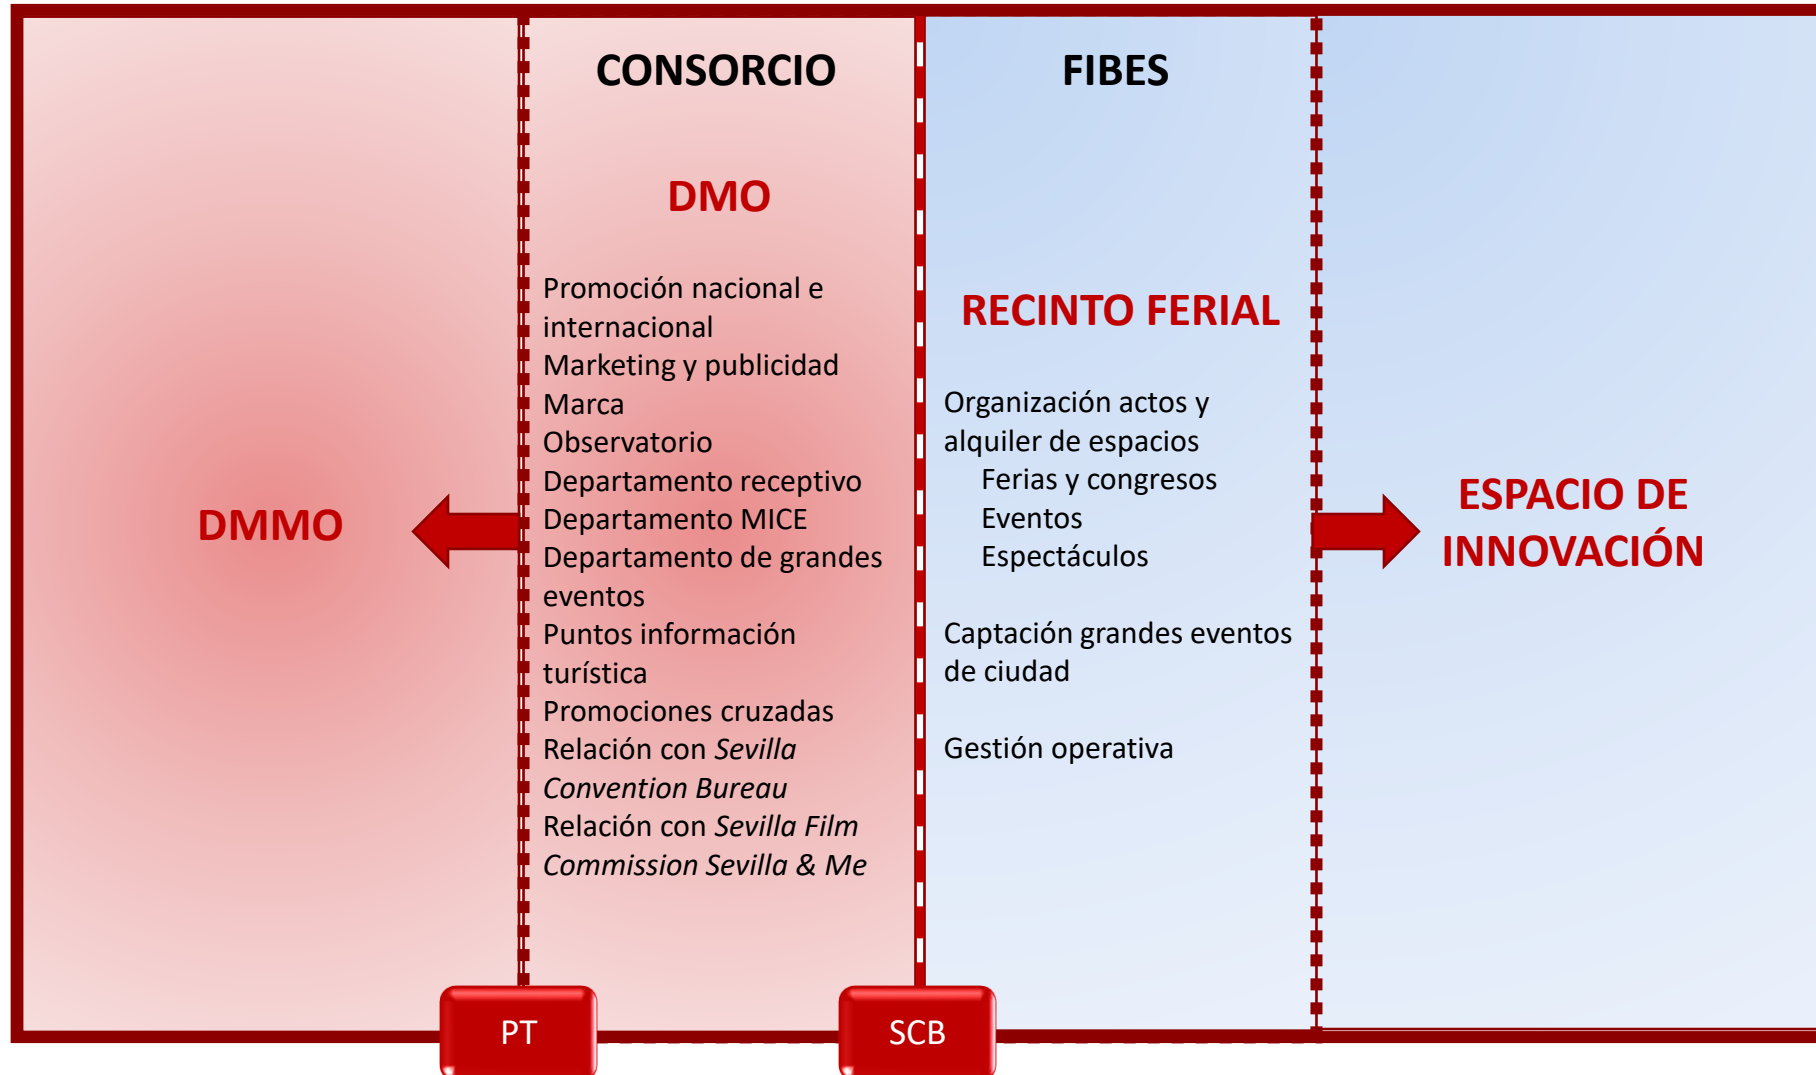 CONSORCIO
DMO
Promoción nacional e
internacional
Marketing y publicidad
Marca
Observatorio
Departamento receptivo
Departamento MICE
Departamento de grandes
eventos
Puntos información
turística
Promociones cruzadas
Relación con Sevilla
Convention Bureau
Relación con Sevilla Film
Commission Sevilla & Me
DMMO
FIBES
RECINTO FERIAL
Organización actos y
alquiler de espacios
Ferias y congresos
Eventos
Espectáculos
Captación grandes eventos
de ciudad
Gestión operativa
ESPACIO DE
INNOVACIÓN
PT
SCB